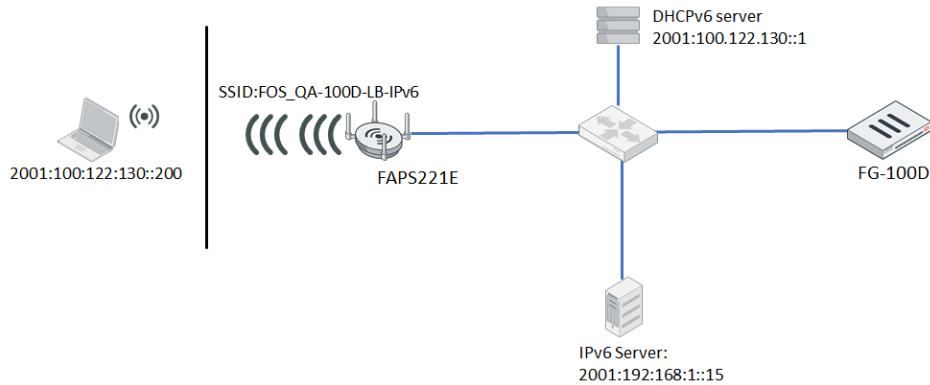 DHCPv6 server
2001:100.122.130::1
SSID:FOS_QA-100D-LB-IPv6
2001:100:122:130::200
FAPS221E
FG-100D
IPv6 Server:
2001:192:168:1::15